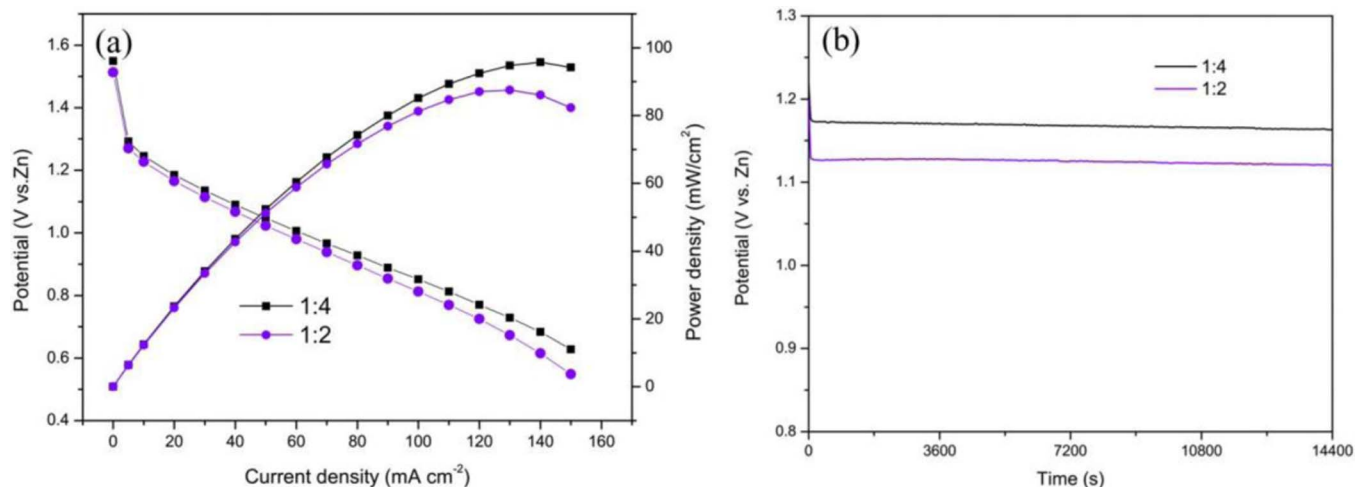 (a)
Potential (V vs.Zn)
1.6
1.4
1.2
1.0
0.8
0.6
0.4
100
80
60
40
20
0
Power density (mW/cm²)
1:4
1:2
0 20 40 60 80 100 120 140 160
Current density (mA cm⁻²)
(b)
Potential (V vs. Zn)
1.3
1.2
1.1
1.0
0.9
0.8
1:4
1:2
0 3600 7200 10800 14400
Time (s)